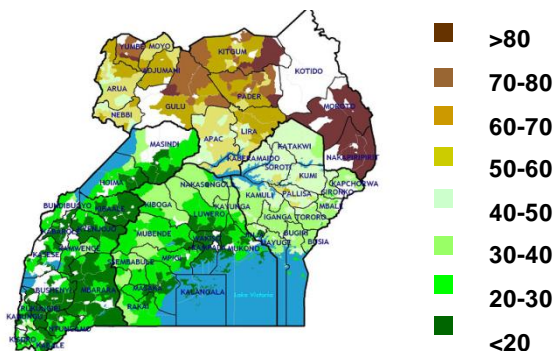 YUMBE
MOYO
ADJUMANI
ARUA
NEBBI
GULU
KITGUM
PADER
KOTIDO
MOROTO
NAKAPIRIPIRIT
APAC
LIRA
MASINDI
KATAKWI
KABERAMAIDO
SOROTI
KUMI
KAPCHORWA
SIRONKO
MBALE
PALLISA
HOIMA
NAKASONGOLA
KAMULI
IGANGA
TORORO
BUGIRI
BUSIA
MAYUGE
BUNDIBUGYO
KIBOGA
LUWERO
KAYUNGA
MUBENDE
MUKONO
MPIGI
KASESE
KAMWENGE
SEMBABULE
BUSHENYI
MBARARA
MASAKA
KALANGALA
Lake Victoria
RAKAI
>80
70-80
60-70
50-60
40-50
30-40
20-30
<20